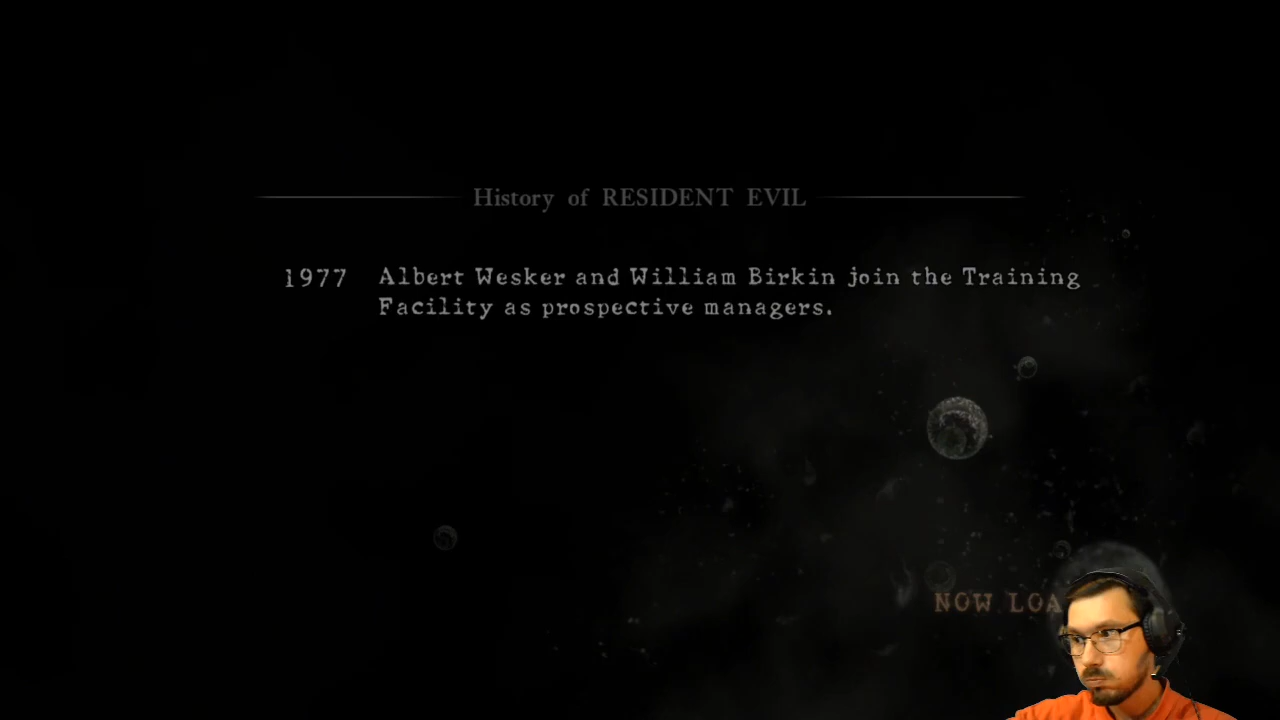 History of RESIDENT EVIL
1977 Albert Wesker and William Birkin join the Training
Facility as prospective managers.
NOW LOA